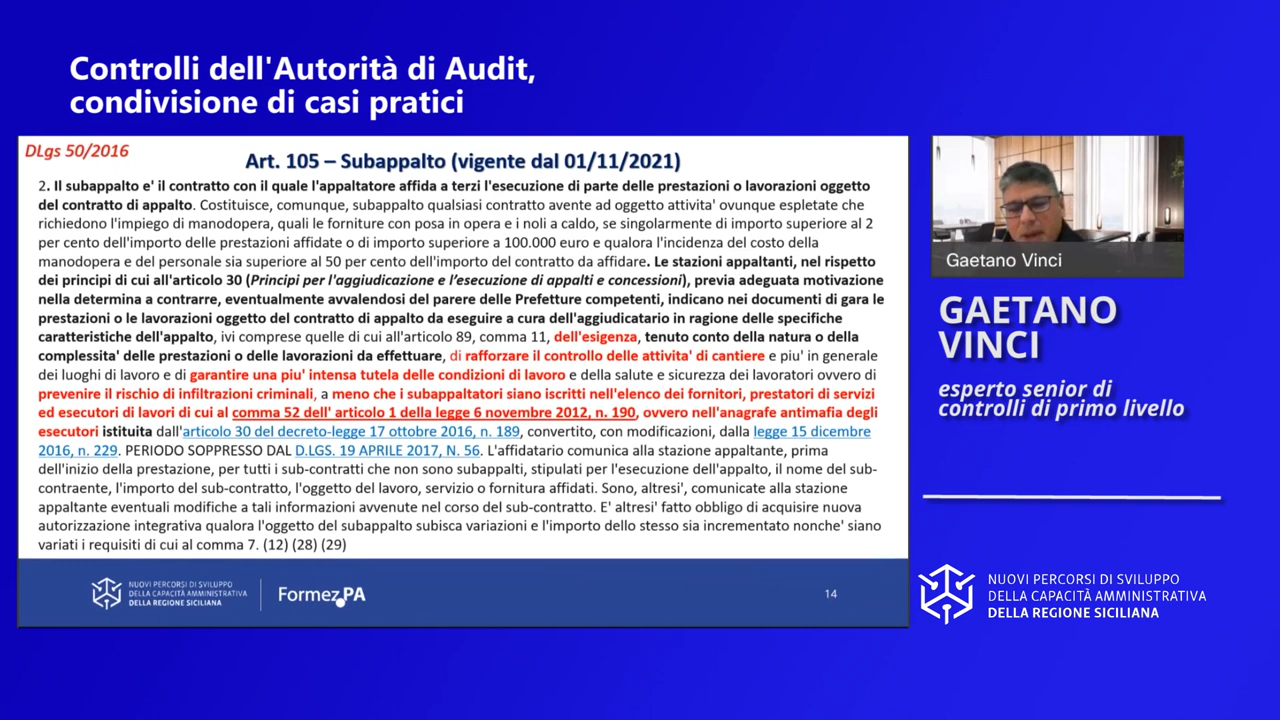 Controlli dell'Autorità di Audit,
condivisione di casi pratici
DLgs 50/2016
Art. 105 – Subappalto (vigente dal 01/11/2021)
2. Il subappalto e' il contratto con il quale l'appaltatore affida a terzi l'esecuzione di parte delle prestazioni o lavorazioni oggetto
del contratto di appalto. Costituisce, comunque, subappalto qualsiasi contratto avente ad oggetto attivita' ovunque espletate che
richiedono l'impiego di manodopera, quali le forniture con posa in opera e i noli a caldo, se singolarmente di importo superiore al 2
per cento dell'importo delle prestazioni affidate o di importo superiore a 100.000 euro e qualora l'incidenza del costo della
manodopera e del personale sia superiore al 50 per cento dell'importo del contratto da affidare. Le stazioni appaltanti, nel rispetto
dei principi di cui all'articolo 30 (Principi per l'aggiudicazione e l'esecuzione di appalti e concessioni), previa adeguata motivazione
nella determina a contrarre, eventualmente avvalendosi del parere delle Prefetture competenti, indicano nei documenti di gara le
prestazioni o le lavorazioni oggetto del contratto di appalto da eseguire a cura dell'aggiudicatario in ragione delle specifiche
caratteristiche dell'appalto, ivi comprese quelle di cui all'articolo 89, comma 11, dell'esigenza, tenuto conto della natura o della
complessita' delle prestazioni o delle lavorazioni da effettuare, di rafforzare il controllo delle attivita' di cantiere e piu' in generale
dei luoghi di lavoro e di garantire una piu' intensa tutela delle condizioni di lavoro e della salute e sicurezza dei lavoratori ovvero di
prevenire il rischio di infiltrazioni criminali, a meno che i subappaltatori siano iscritti nell'elenco dei fornitori, prestatori di servizi
ed esecutori di lavori di cui al comma 52 dell' articolo 1 della legge 6 novembre 2012, n. 190, ovvero nell'anagrafe antimafia degli
esecutori istituita dall'articolo 30 del decreto-legge 17 ottobre 2016, n. 189, convertito, con modificazioni, dalla legge 15 dicembre
2016, n. 229. PERIODO SOPPRESSO DAL D.LGS. 19 APRILE 2017, N. 56. L'affidatario comunica alla stazione appaltante, prima
dell'inizio della prestazione, per tutti i sub-contratti che non sono subappalti, stipulati per l'esecuzione dell'appalto, il nome del sub-
contraente, l'importo del sub-contratto, l'oggetto del lavoro, servizio o fornitura affidati. Sono, altresi', comunicate alla stazione
appaltante eventuali modifiche a tali informazioni avvenute nel corso del sub-contratto. E' altresi' fatto obbligo di acquisire nuova
autorizzazione integrativa qualora l'oggetto del subappalto subisca variazioni e l'importo dello stesso sia incrementato nonche' siano
variati i requisiti di cui al comma 7. (12) (28) (29)
NUOVI PERCORSI DI SVILUPPO
DELLA CAPACITÀ AMMINISTRATIVA
DELLA REGIONE SICILIANA
FormezPA
14
Gaetano Vinci
GAETANO
VINCI
esperto senior di
controlli di primo livello
NUOVI PERCORSI DI SVILUPPO
DELLA CAPACITÀ AMMINISTRATIVA
DELLA REGIONE SICILIANA